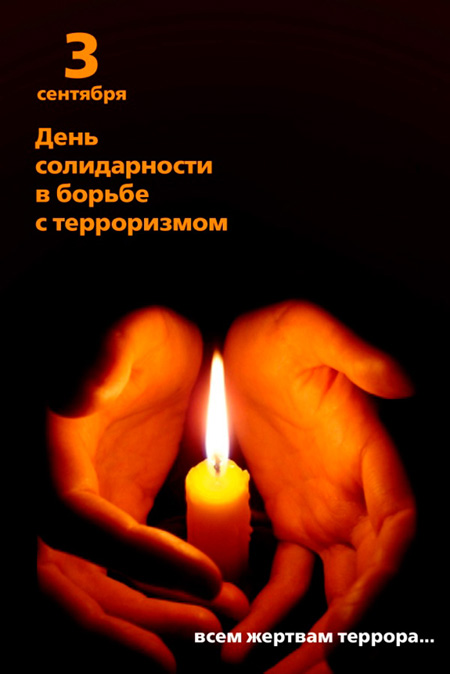 3
сентября
День
солидарности
в борьбе
с терроризмом
всем жертвам террора...